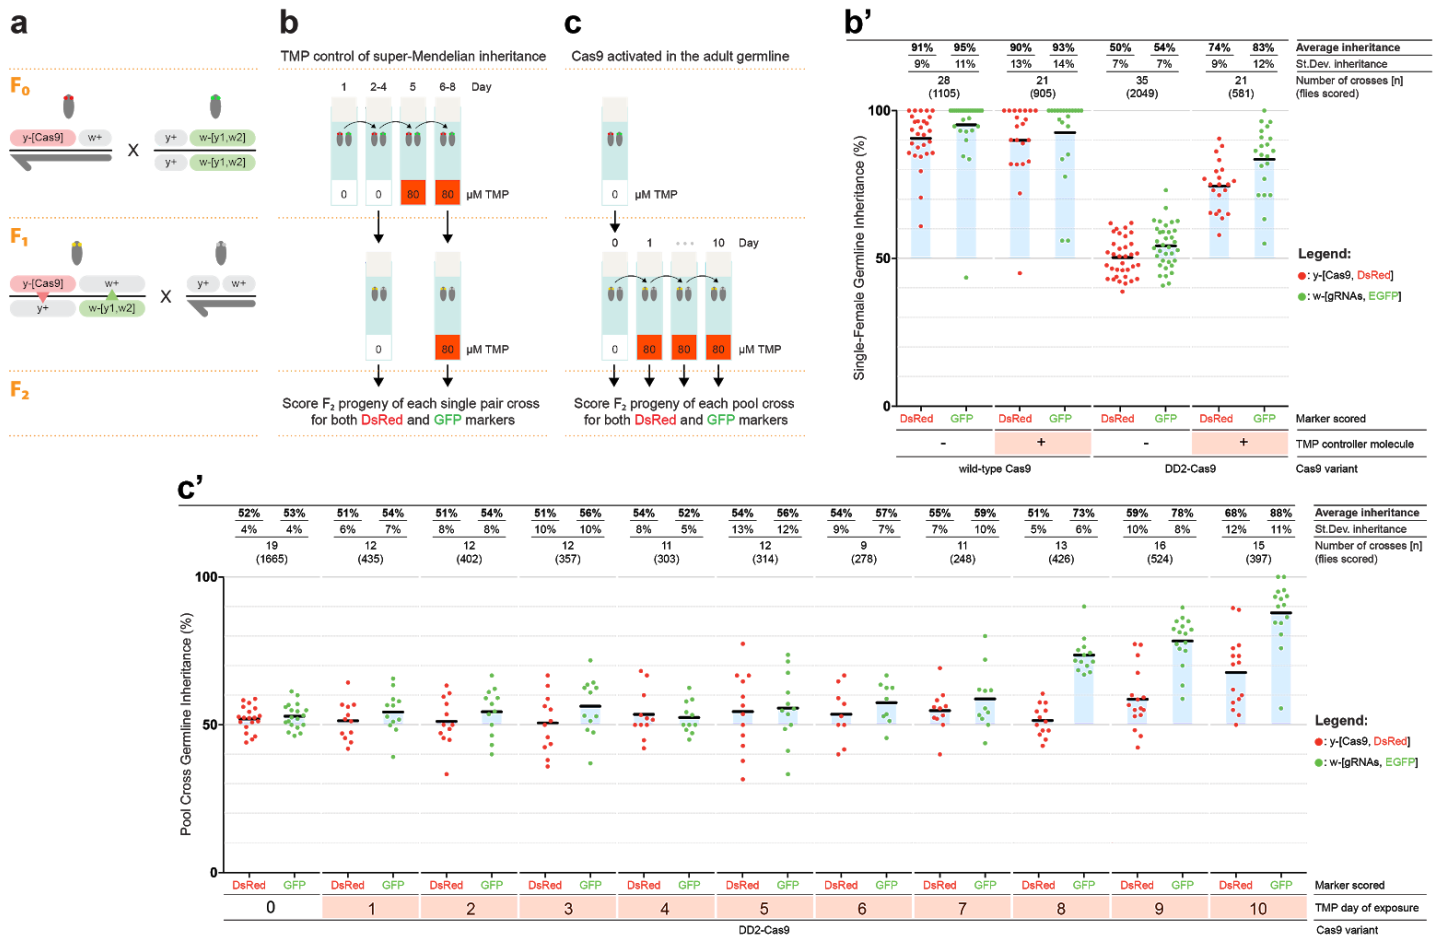 a
F0
y-[Cas9] w+
X
y+ w-[y1,w2]
y+ w-[y1,w2]
F1
y-[Cas9] w+
y+ w-[y1,w2]
X
y+ w+
F2
b
TMP control of super-Mendelian inheritance
1 2-4 5 6-8 Day
0 0 80 80 µM TMP
0 80 µM TMP
Score F2 progeny of each single pair cross
for both DsRed and GFP markers
c
Cas9 activated in the adult germline
0 µM TMP
0 1 10 Day
0 80 80 80 µM TMP
Score F2 progeny of each pool cross
for both DsRed and GFP markers
b’
91% 95% 90% 93% 50% 54% 74% 83% Average inheritance
9% 11% 13% 14% 7% 7% 9% 12% St.Dev. inheritance
28 21 35 21 Number of crosses [n]
(1105) (905) (2049) (581) (flies scored)
Single-Female Germline Inheritance (%)
100
50
0
Legend:
: y-[Cas9, DsRed]
: w-[gRNAs, EGFP]
DsRed GFP DsRed GFP DsRed GFP DsRed GFP Marker scored
- + - + TMP controller molecule
wild-type Cas9 DD2-Cas9 Cas9 variant
c’
52% 53% 51% 54% 51% 54% 51% 56% 54% 52% 54% 56% 54% 57% 55% 59% 51% 73% 59% 78% 68% 88% Average inheritance
4% 4% 6% 7% 8% 8% 10% 10% 8% 5% 13% 12% 9% 7% 7% 10% 5% 6% 10% 8% 12% 11% St.Dev. inheritance
19 12 12 12 11 12 9 11 13 16 15 Number of crosses [n]
(1665) (435) (402) (357) (303) (314) (278) (248) (426) (524) (397) (flies scored)
Pool Cross Germline Inheritance (%)
100
50
0
Legend:
: y-[Cas9, DsRed]
: w-[gRNAs, EGFP]
DsRed GFP DsRed GFP DsRed GFP DsRed GFP DsRed GFP DsRed GFP DsRed GFP DsRed GFP DsRed GFP DsRed GFP DsRed GFP Marker scored
0 1 2 3 4 5 6 7 8 9 10 TMP day of exposure
DD2-Cas9 Cas9 variant